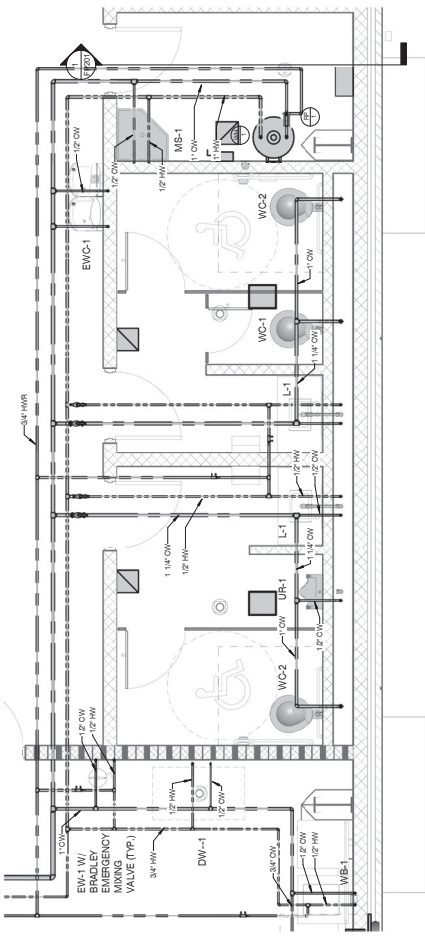 1
FP201
1/2" CW
EWC-1
1/2" CW
1/2" HW
MS-1
1" CW
1" HW
1
RP
1
WC-2
1" CW
WC-1
1 1/4" CW
L-1
3/4" HWR
1/2" HW
1/2" CW
L-1
1 1/4" CW
1/2" HW
1 1/4" CW
UR-1
1/2" CW
1" CW
WC-2
1/2" CW
1/2" HW
1" CW
EW-1 W/
BRADLEY
EMERGENCY
MIXING
VALVE (TYP.)
3/4" HW
1/2" HW
1/2" CW
DW--1
3/4" CW
1/2" CW
1/2" HW
WB-1